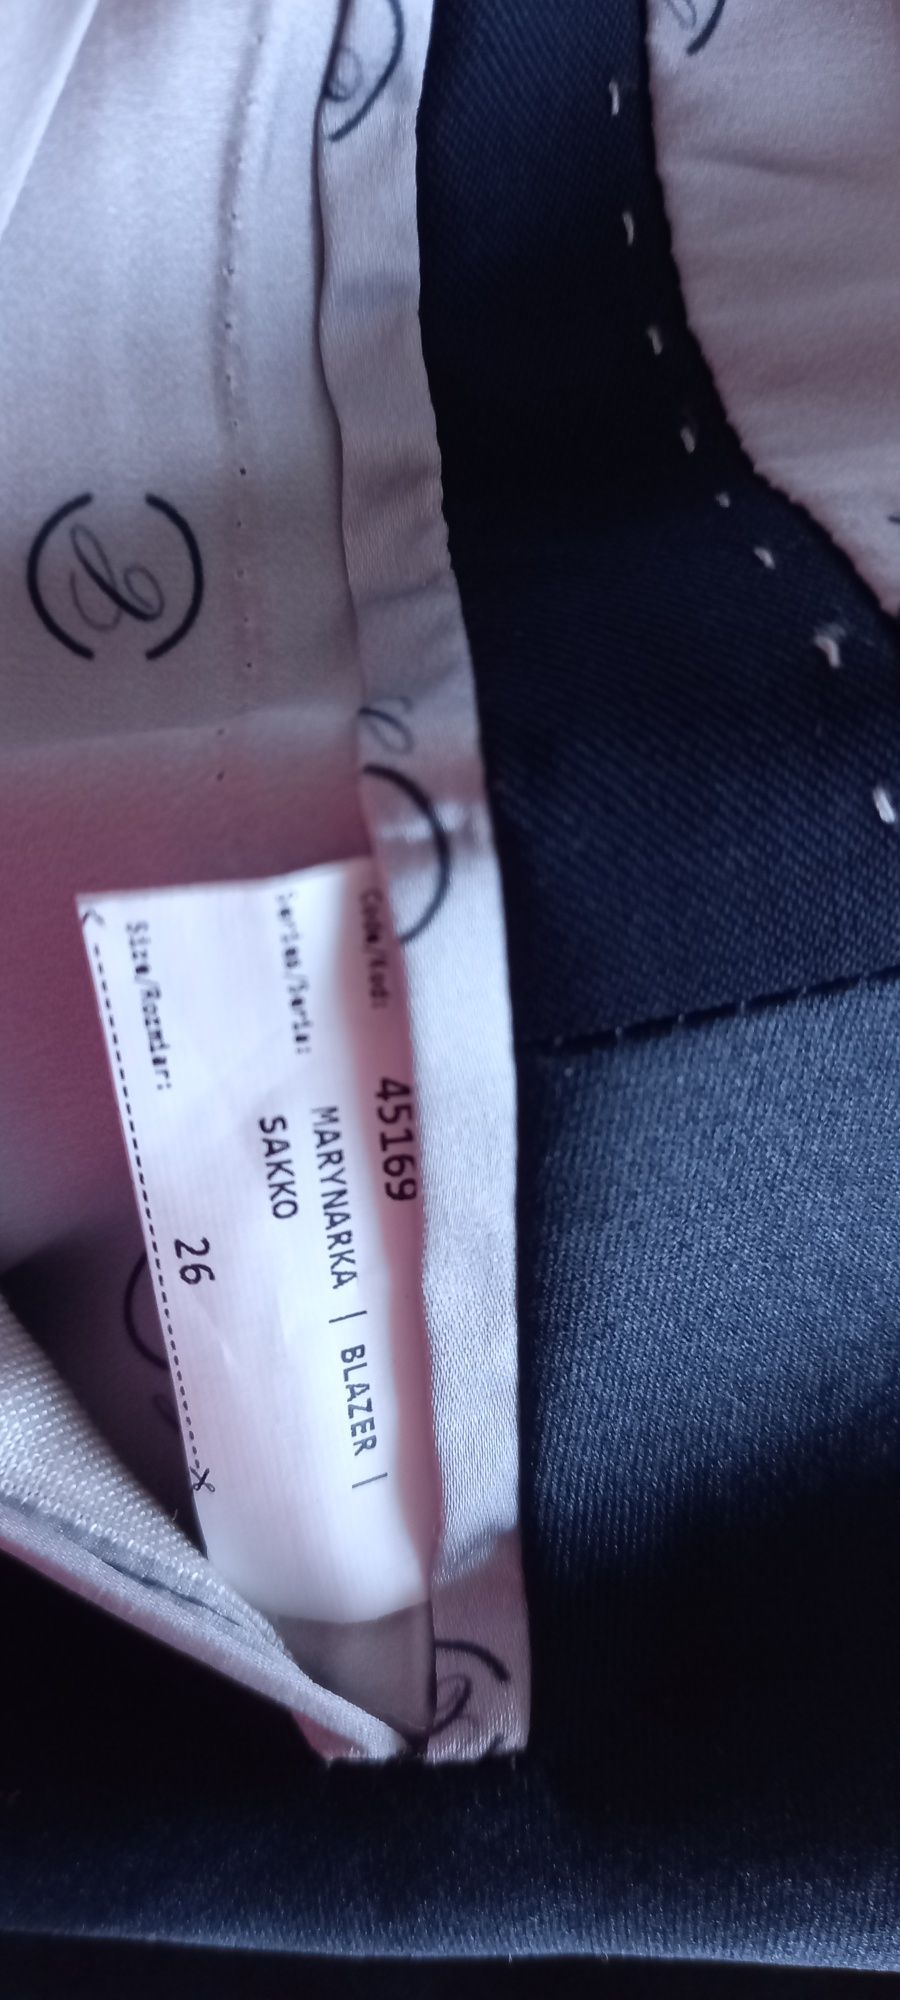 Code/Kod: 45169
Series/Seria: MARYNARKA | BLAZER |
SAKKO
Size/Rozmiar: 26